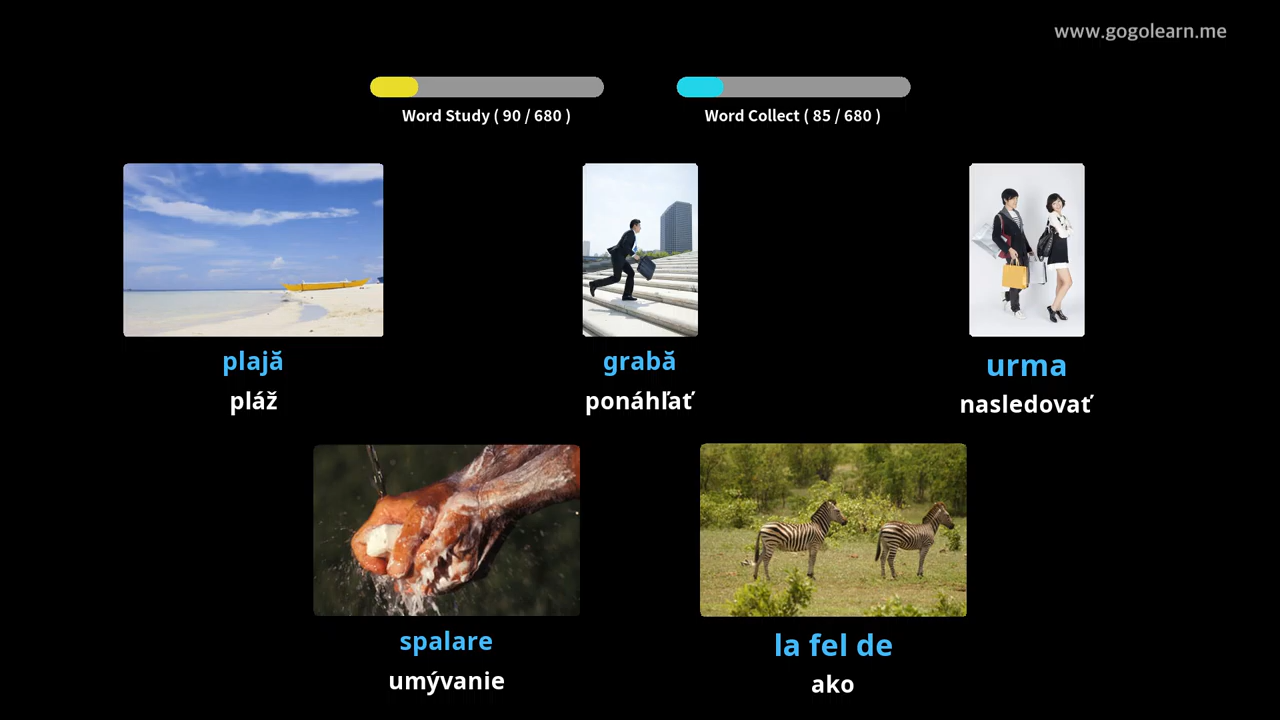 www.gogolearn.me
Word Study ( 90 / 680 )
Word Collect ( 85 / 680 )
plajă
grabă
urma
pláž
ponáhľať
nasledovať
spalare
la fel de
umývanie
ako